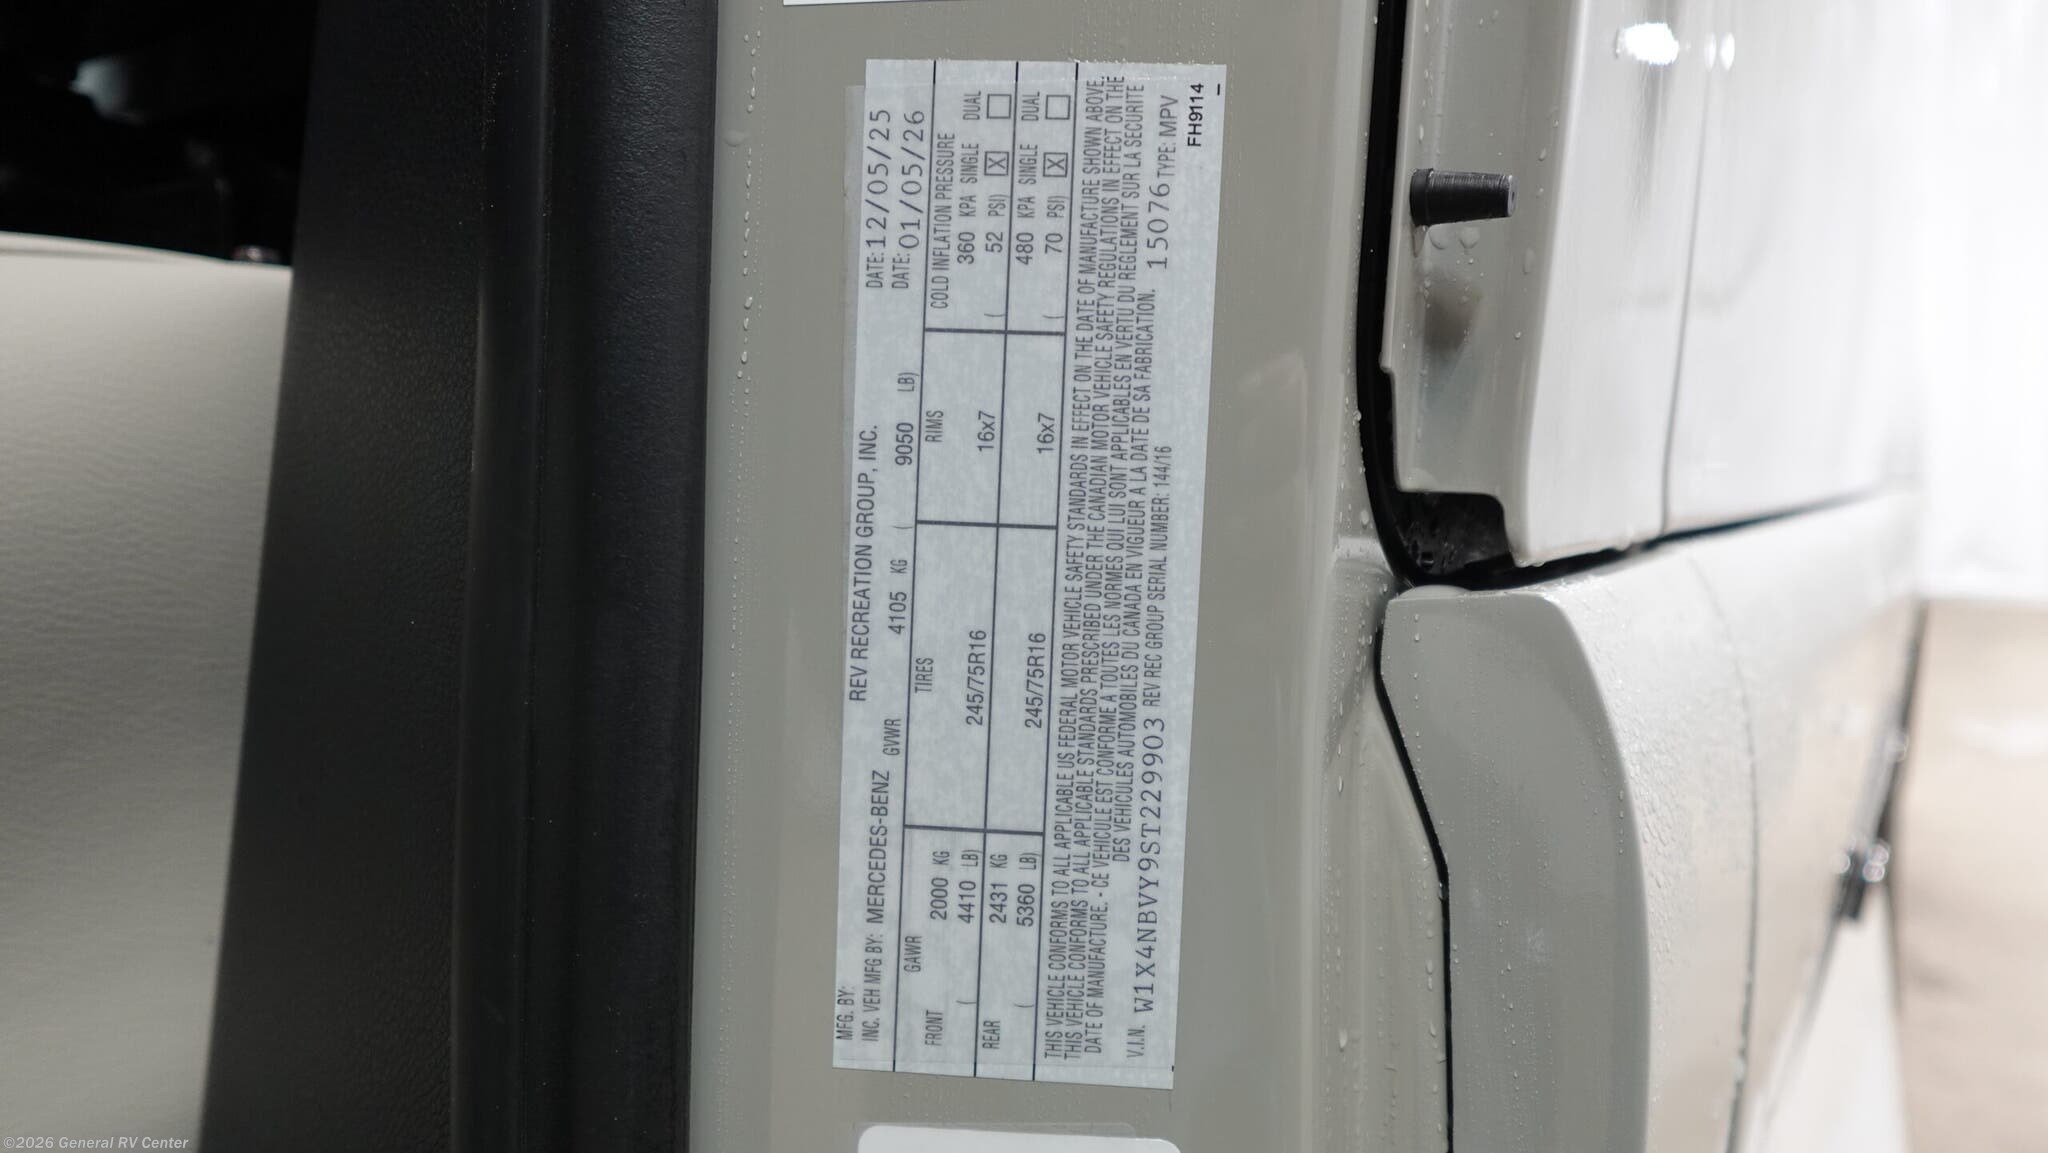 MFG. BY: REV RECREATION GROUP, INC. DATE: 12/05/25
INC. VEH MFG BY: MERCEDES-BENZ DATE: 01/05/26
GVWR 4105 KG ( 9050 LB)
GAWR TIRES RIMS COLD INFLATION PRESSURE
FRONT 2000 KG 245/75R16 16x7 360 KPA SINGLE DUAL
( 4410 LB) ( 52 PSI) X
REAR 2431 KG 245/75R16 16x7 480 KPA SINGLE DUAL
( 5360 LB) ( 70 PSI) X
THIS VEHICLE CONFORMS TO ALL APPLICABLE US FEDERAL MOTOR VEHICLE SAFETY STANDARDS IN EFFECT ON THE DATE OF MANUFACTURE SHOWN ABOVE.
THIS VEHICLE CONFORMS TO ALL APPLICABLE STANDARDS PRESCRIBED UNDER THE CANADIAN MOTOR VEHICLE SAFETY REGULATIONS IN EFFECT ON THE
DATE OF MANUFACTURE. - CE VEHICULE EST CONFORME A TOUTES LES NORMES QUI LUI SONT APPLICABLES EN VERTU DU REGLEMENT SUR LA SECURITE
DES VEHICULES AUTOMOBILES DU CANADA EN VIGUEUR A LA DATE DE SA FABRICATION.
V.I.N. W1X4NBVY9ST229903 REV REC GROUP SERIAL NUMBER: 144/16 15076 TYPE: MPV
FH9114
©2026 General RV Center